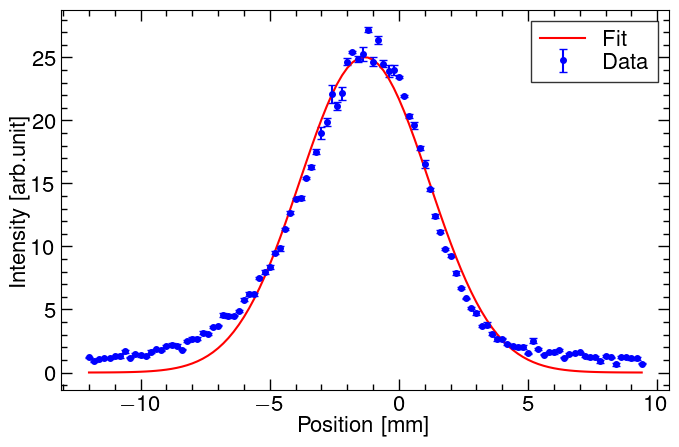 Fit
Data
25
20
15
10
5
0
Intensity [arb.unit]
−10
−5
0
5
10
Position [mm]